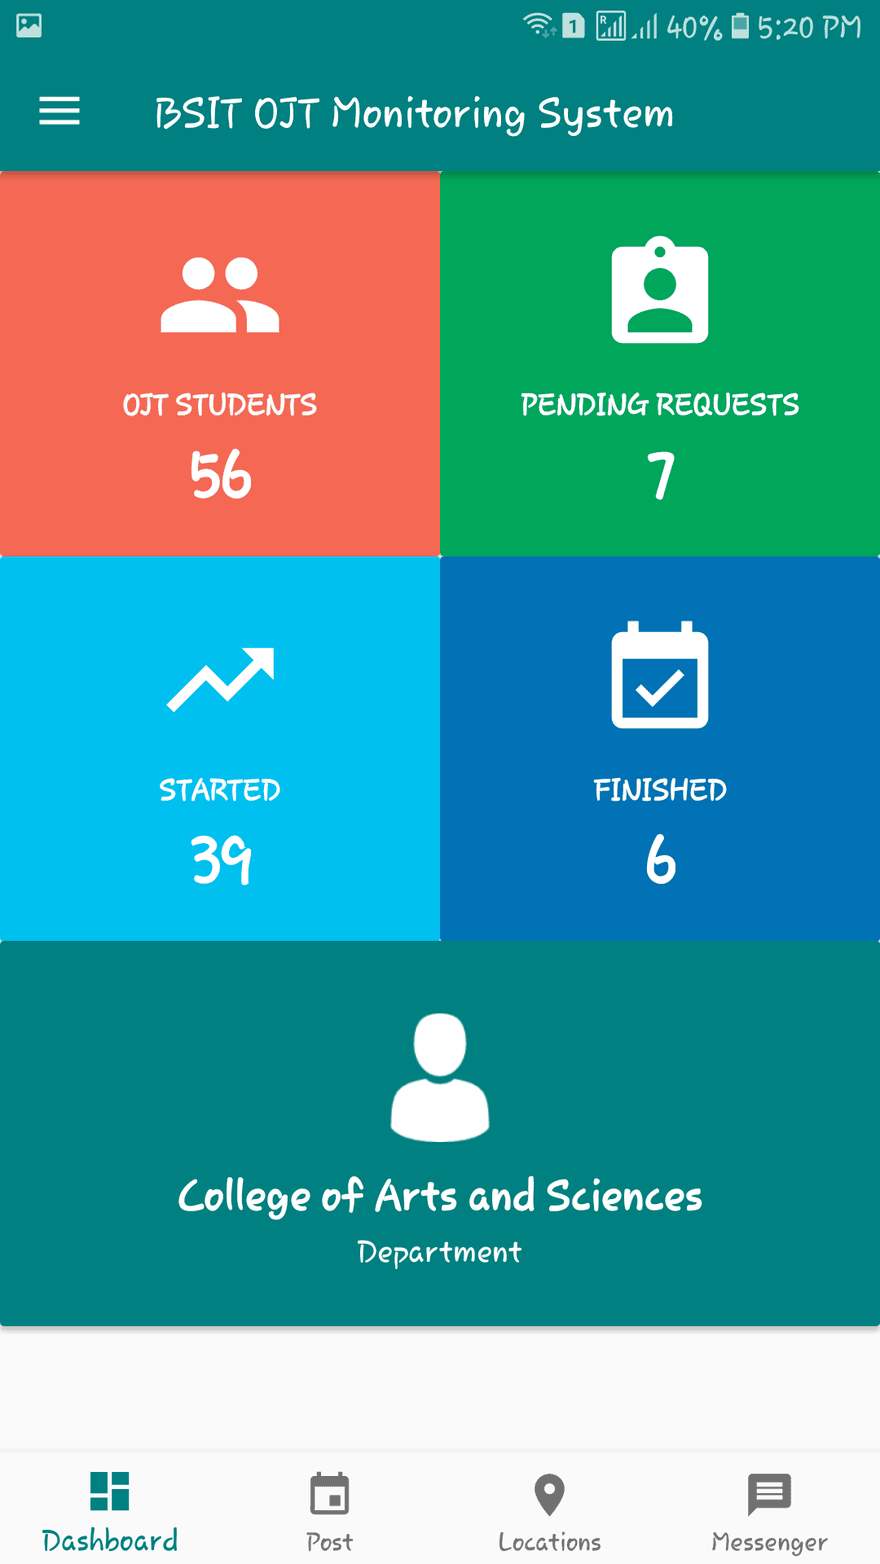 1 R 40% 5:20 PM
BSIT OJT Monitoring System
OJT STUDENTS
56
PENDING REQUESTS
7
STARTED
39
FINISHED
6
College of Arts and Sciences
Department
Dashboard
Post
Locations
Messenger